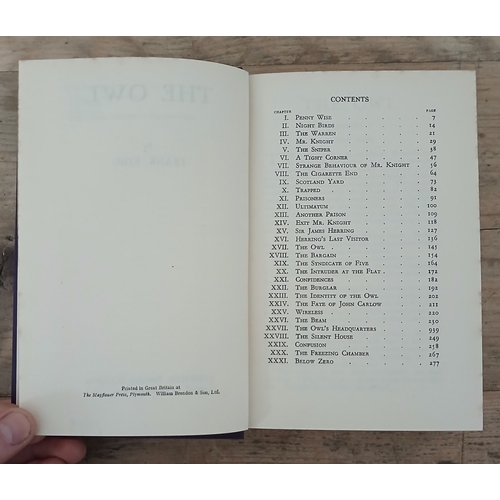 THE OWL
Printed in Great Britain at
The Mayflower Press, Plymouth. William Brendon & Son, Ltd.
CONTENTS
CHAPTER PAGE
I. Penny Wise . . . . . 7
II. Night Birds . . . . . 14
III. The Warren . . . . . 21
IV. Mr. Knight . . . . . 29
V. The Sniper . . . . . 38
VI. A Tight Corner . . . . 47
VII. Strange Behaviour of Mr. Knight . 56
VIII. The Cigarette End . . . . 64
IX. Scotland Yard . . . . 73
X. Trapped . . . . . 82
XI. Prisoners . . . . . 91
XII. Ultimatum . . . . . 100
XIII. Another Prison . . . . 109
XIV. Exit Mr. Knight . . . . 118
XV. Sir James Herring . . . . 127
XVI. Herring's Last Visitor . . . 136
XVII. The Owl . . . . . 145
XVIII. The Bargain . . . . . 154
XIX. The Syndicate of Five . . . 164
XX. The Intruder at the Flat . . 172
XXI. Confidences . . . . . 182
XXII. The Burglar . . . . . 192
XXIII. The Identity of the Owl . . 202
XXIV. The Fate of John Carlow . . 211
XXV. Wireless . . . . . 220
XXVI. The Beam . . . . . 230
XXVII. The Owl's Headquarters . . . 939
XXVIII. The Silent House . . . . 249
XXIX. Confusion . . . . . 258
XXX. The Freezing Chamber . . . 267
XXXI. Below Zero . . . . . 277